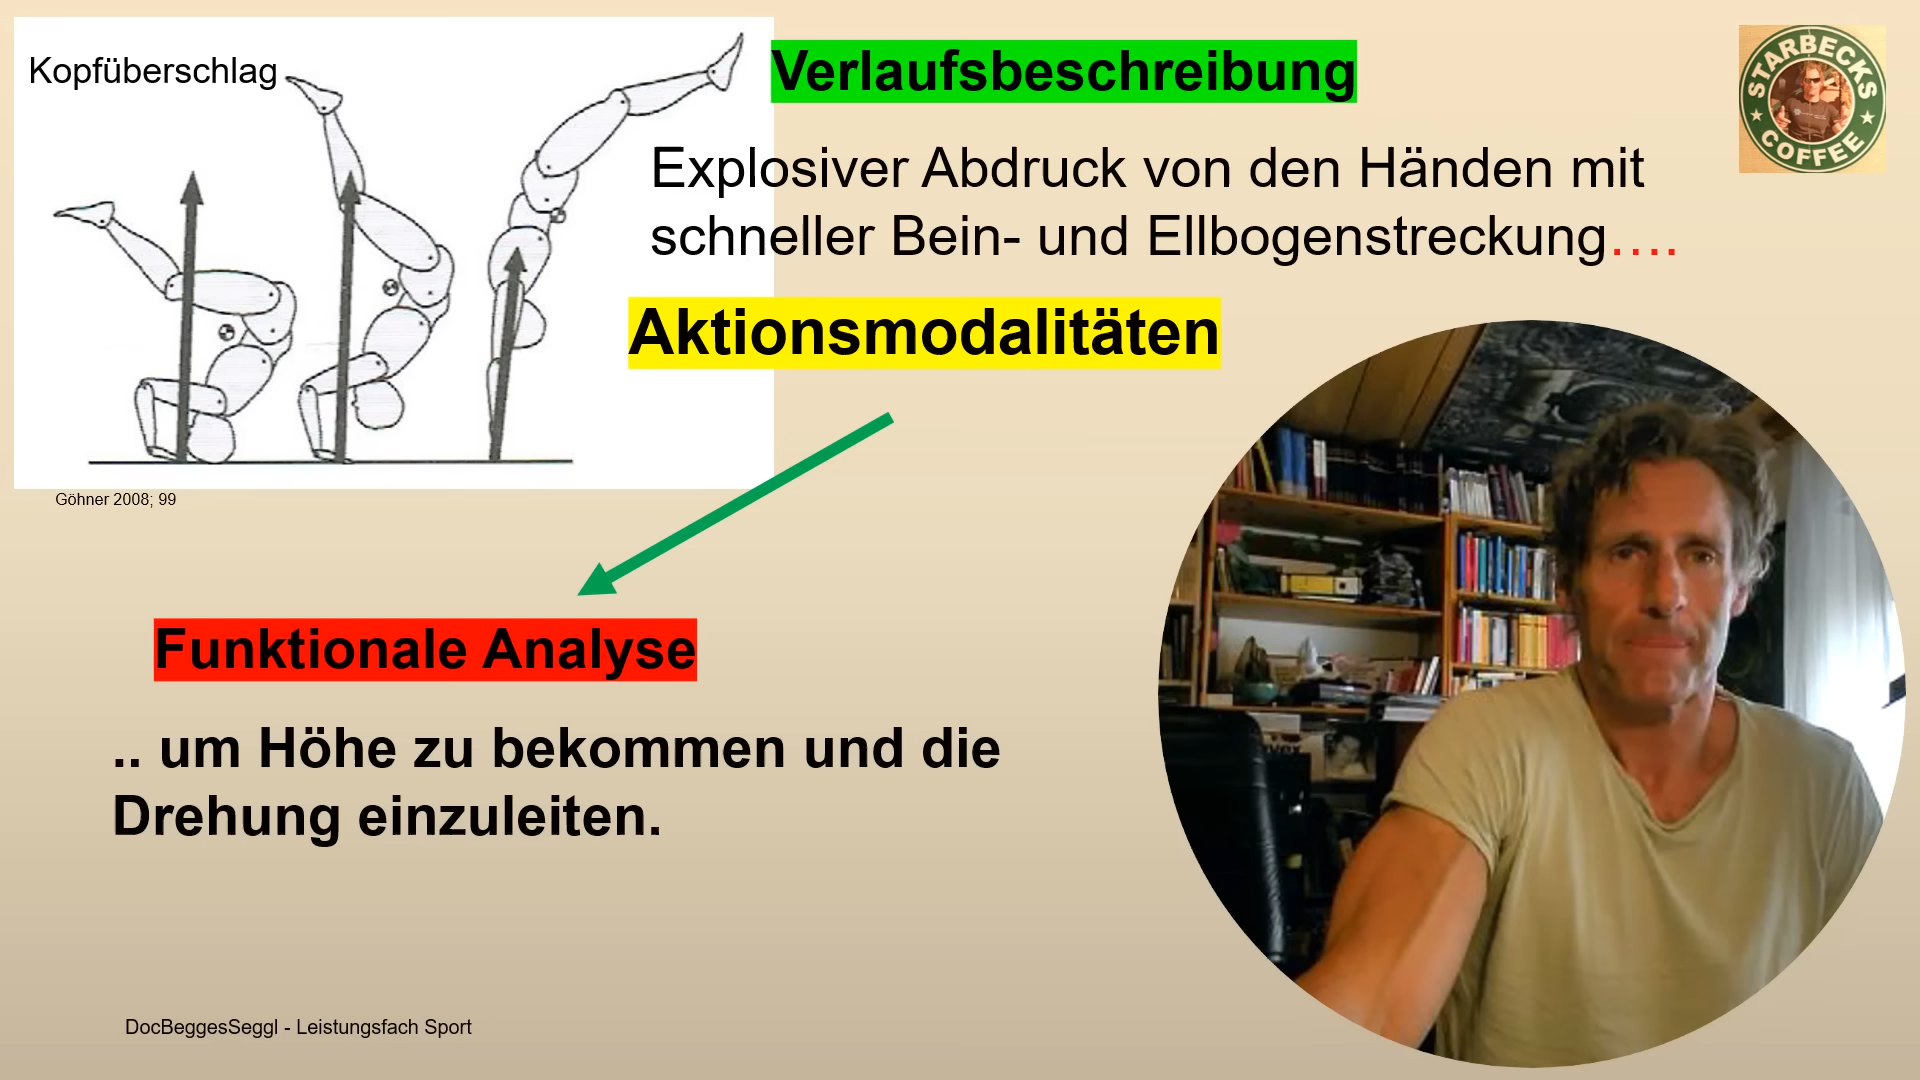 Kopfüberschlag
Verlaufsbeschreibung
STARBECKS
COFFEE
Explosiver Abdruck von den Händen mit
schneller Bein- und Ellbogenstreckung….
Aktionsmodalitäten
Göhner 2008; 99
Funktionale Analyse
.. um Höhe zu bekommen und die
Drehung einzuleiten.
DocBeggesSeggl - Leistungsfach Sport